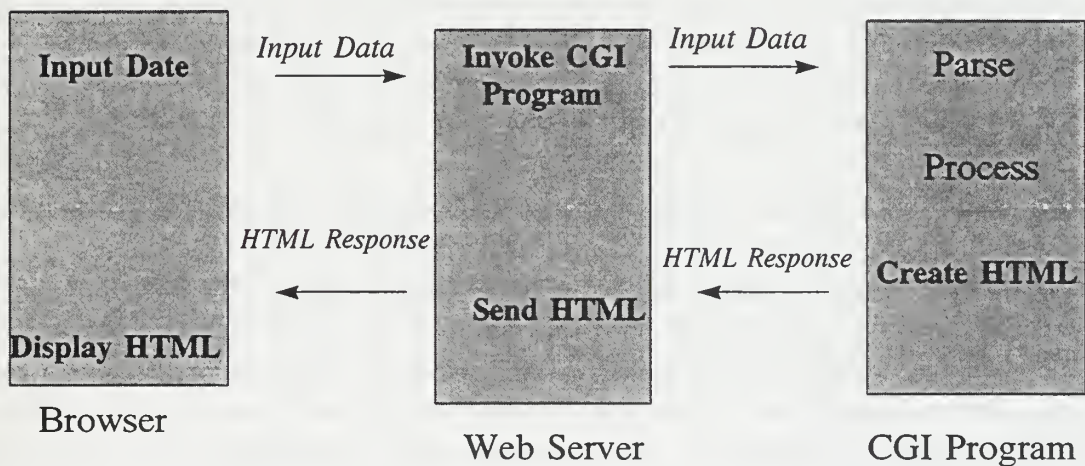 Input Date
Display HTML
Browser
Input Data
HTML Response
Invoke CGI
Program
Send HTML
Web Server
Input Data
HTML Response
Parse
Process
Create HTML
CGI Program